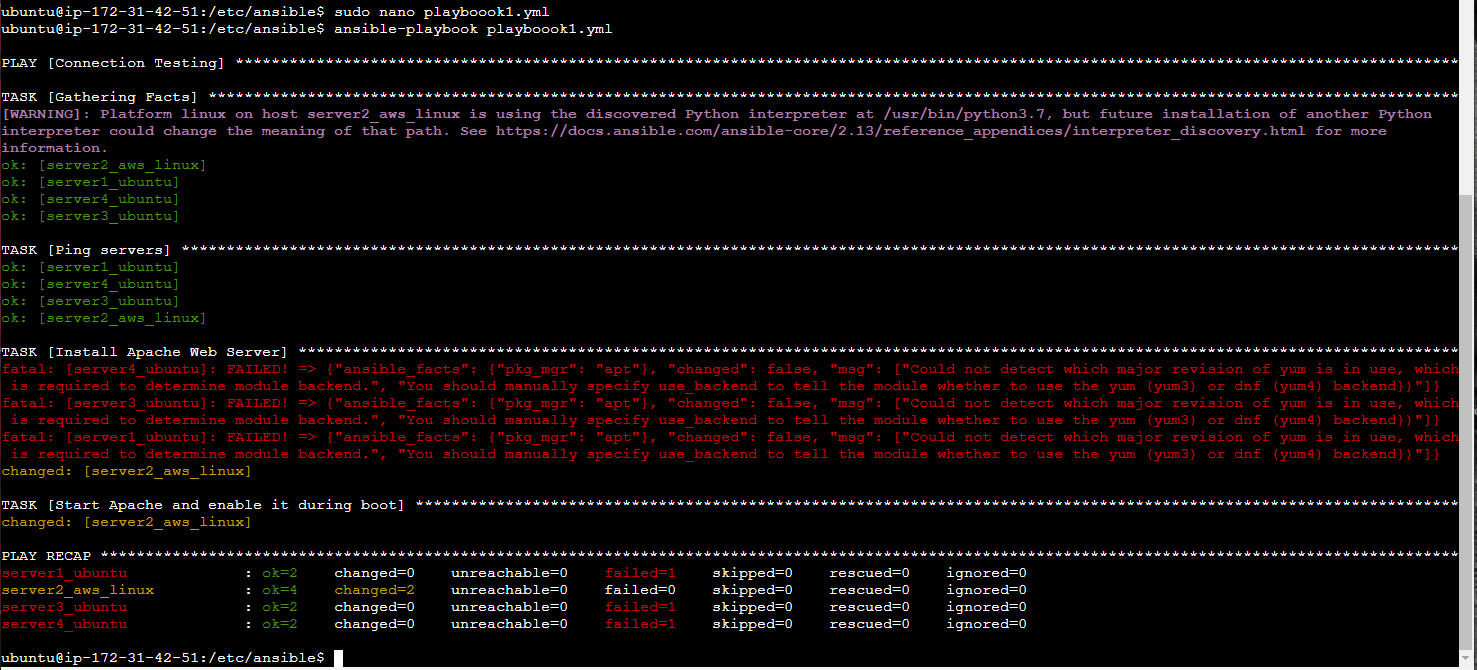 ubuntu@ip-172-31-42-51:/etc/ansible$ sudo nano playboook1.yml
ubuntu@ip-172-31-42-51:/etc/ansible$ ansible-playbook playboook1.yml
PLAY [Connection Testing] ****************************************************************************************************************************************
TASK [Gathering Facts] *******************************************************************************************************************************************
[WARNING]: Platform linux on host server2_aws_linux is using the discovered Python interpreter at /usr/bin/python3.7, but future installation of another Python
interpreter could change the meaning of that path. See https://docs.ansible.com/ansible-core/2.13/reference_appendices/interpreter_discovery.html for more
information.
ok: [server2_aws_linux]
ok: [server1_ubuntu]
ok: [server4_ubuntu]
ok: [server3_ubuntu]
TASK [Ping servers] **********************************************************************************************************************************************
ok: [server1_ubuntu]
ok: [server4_ubuntu]
ok: [server3_ubuntu]
ok: [server2_aws_linux]
TASK [Install Apache Web Server] *********************************************************************************************************************************
fatal: [server4_ubuntu]: FAILED! => {"ansible_facts": {"pkg_mgr": "apt"}, "changed": false, "msg": ["Could not detect which major revision of yum is in use, which
is required to determine module backend.", "You should manually specify use_backend to tell the module whether to use the yum (yum3) or dnf (yum4) backend})"]}
fatal: [server3_ubuntu]: FAILED! => {"ansible_facts": {"pkg_mgr": "apt"}, "changed": false, "msg": ["Could not detect which major revision of yum is in use, which
is required to determine module backend.", "You should manually specify use_backend to tell the module whether to use the yum (yum3) or dnf (yum4) backend})"]}
fatal: [server1_ubuntu]: FAILED! => {"ansible_facts": {"pkg_mgr": "apt"}, "changed": false, "msg": ["Could not detect which major revision of yum is in use, which
is required to determine module backend.", "You should manually specify use_backend to tell the module whether to use the yum (yum3) or dnf (yum4) backend})"]}
changed: [server2_aws_linux]
TASK [Start Apache and enable it during boot] ********************************************************************************************************************
changed: [server2_aws_linux]
PLAY RECAP *******************************************************************************************************************************************************
server1_ubuntu : ok=2 changed=0 unreachable=0 failed=1 skipped=0 rescued=0 ignored=0
server2_aws_linux : ok=4 changed=2 unreachable=0 failed=0 skipped=0 rescued=0 ignored=0
server3_ubuntu : ok=2 changed=0 unreachable=0 failed=1 skipped=0 rescued=0 ignored=0
server4_ubuntu : ok=2 changed=0 unreachable=0 failed=1 skipped=0 rescued=0 ignored=0
ubuntu@ip-172-31-42-51:/etc/ansible$